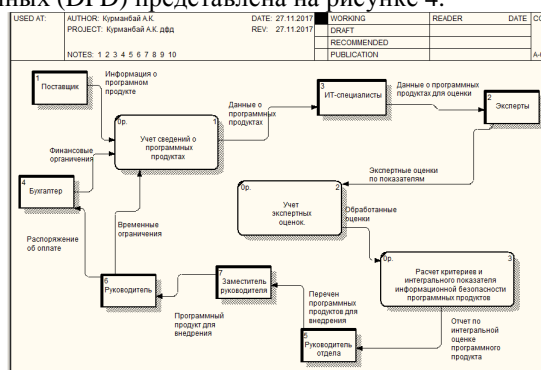 нных (DFD) представлена на рисунке 4.
USED AT:
AUTHOR: Курманбай А.К.
DATE: 27.11.2017
WORKING
READER
DATE
PROJECT: Курманбай А.К. дфд
REV: 27.11.2017
DRAFT
RECOMMENDED
NOTES: 1 2 3 4 5 6 7 8 9 10
PUBLICATION
1
Поставщик
Информация о
програмном
продукте
0р.
1
Учет сведений о
программных
продуктах
Данные о
программных
продуктах
3
ИТ-специалисты
Данные о программных
продуктах для оценки
2
Эксперты
Финансовые
органичения
4
Бухгалтер
Экспертные оценки
по показателям
0р.
2
Учет
экспертных
оценок.
Обработанные
оценки
Временные
ограничения
Распоряжение
об оплате
6
Руководитель
7
Заместитель
руководителя
0р.
3
Расчет критериев и
интегрального показателя
информационной безопасности
программных продуктов
Программный
продукт для
внедрения
Перечен
программных
продуктов для
внедрения
5
Руководитель
отдела
Отчет по
интегральной
оценке
программного
продукта